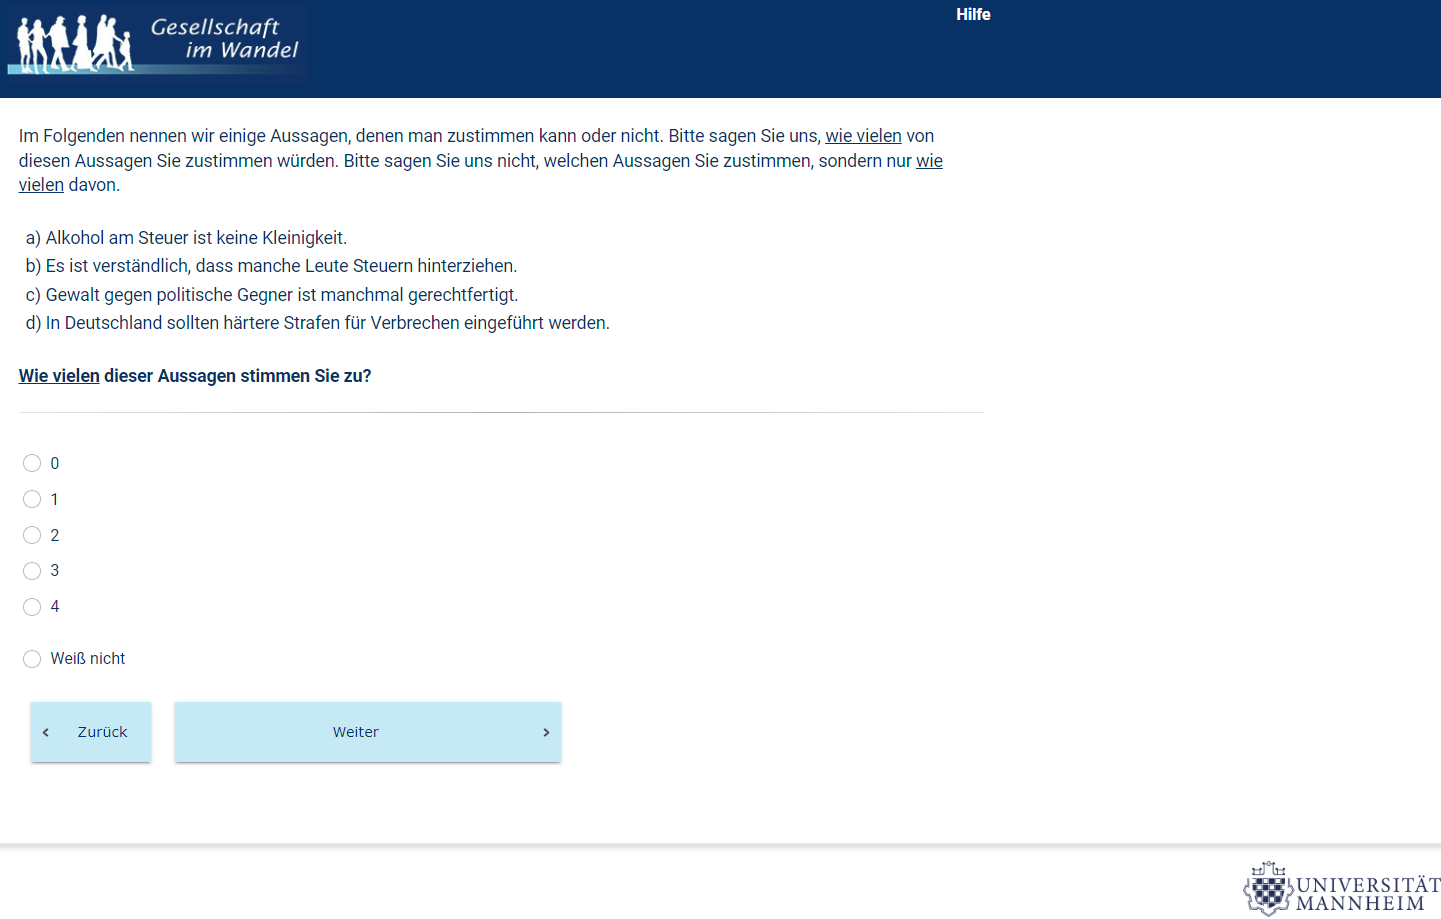 Gesellschaft
im Wandel
Hilfe
Im Folgenden nennen wir einige Aussagen, denen man zustimmen kann oder nicht. Bitte sagen Sie uns, wie vielen von
diesen Aussagen Sie zustimmen würden. Bitte sagen Sie uns nicht, welchen Aussagen Sie zustimmen, sondern nur wie
vielen davon.
a) Alkohol am Steuer ist keine Kleinigkeit.
b) Es ist verständlich, dass manche Leute Steuern hinterziehen.
c) Gewalt gegen politische Gegner ist manchmal gerechtfertigt.
d) In Deutschland sollten härtere Strafen für Verbrechen eingeführt werden.
Wie vielen dieser Aussagen stimmen Sie zu?
0
1
2
3
4
Weiß nicht
‹ Zurück
Weiter ›
UNIVERSITÄT
MANNHEIM